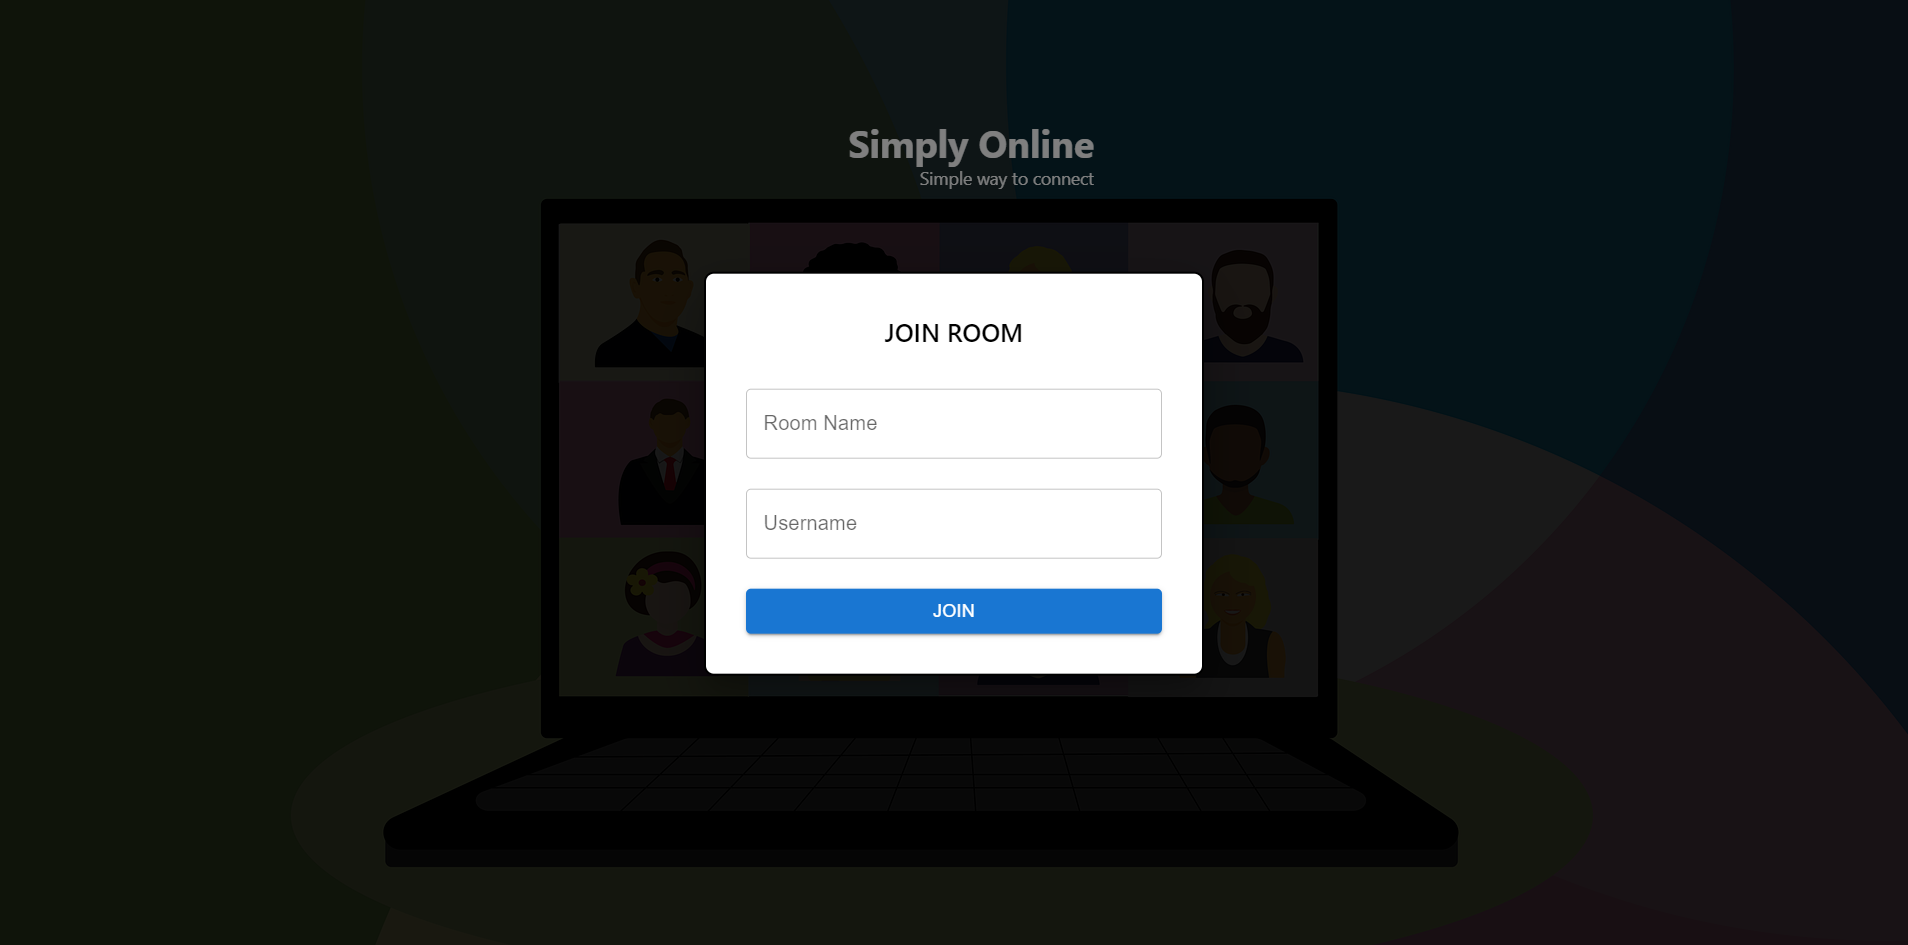 Simply Online
Simple way to connect
JOIN ROOM
Room Name
Username
JOIN